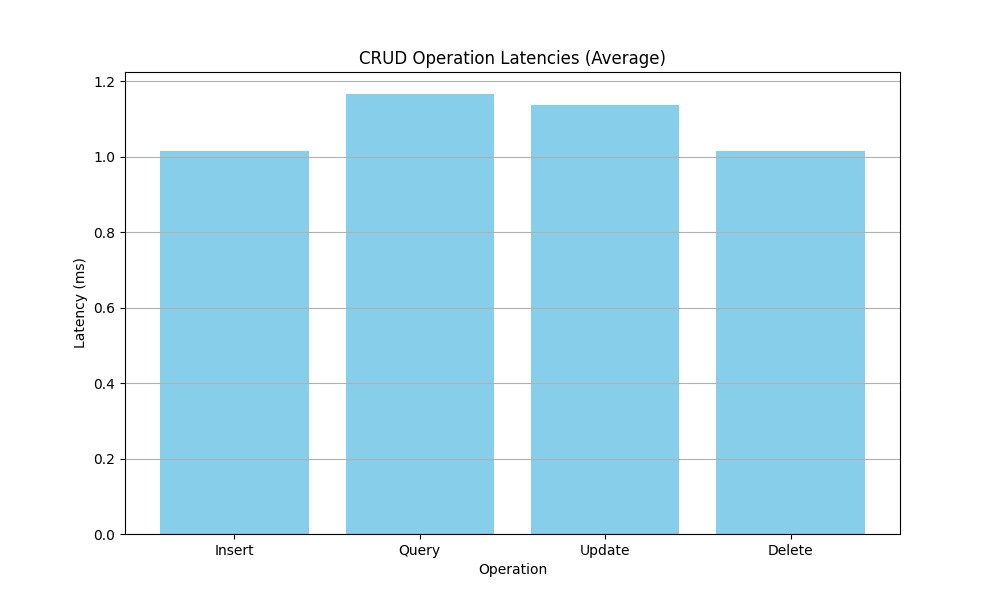 CRUD Operation Latencies (Average)
1.2
1.0
0.8
0.6
0.4
0.2
0.0
Latency (ms)
Insert Query Update Delete
Operation